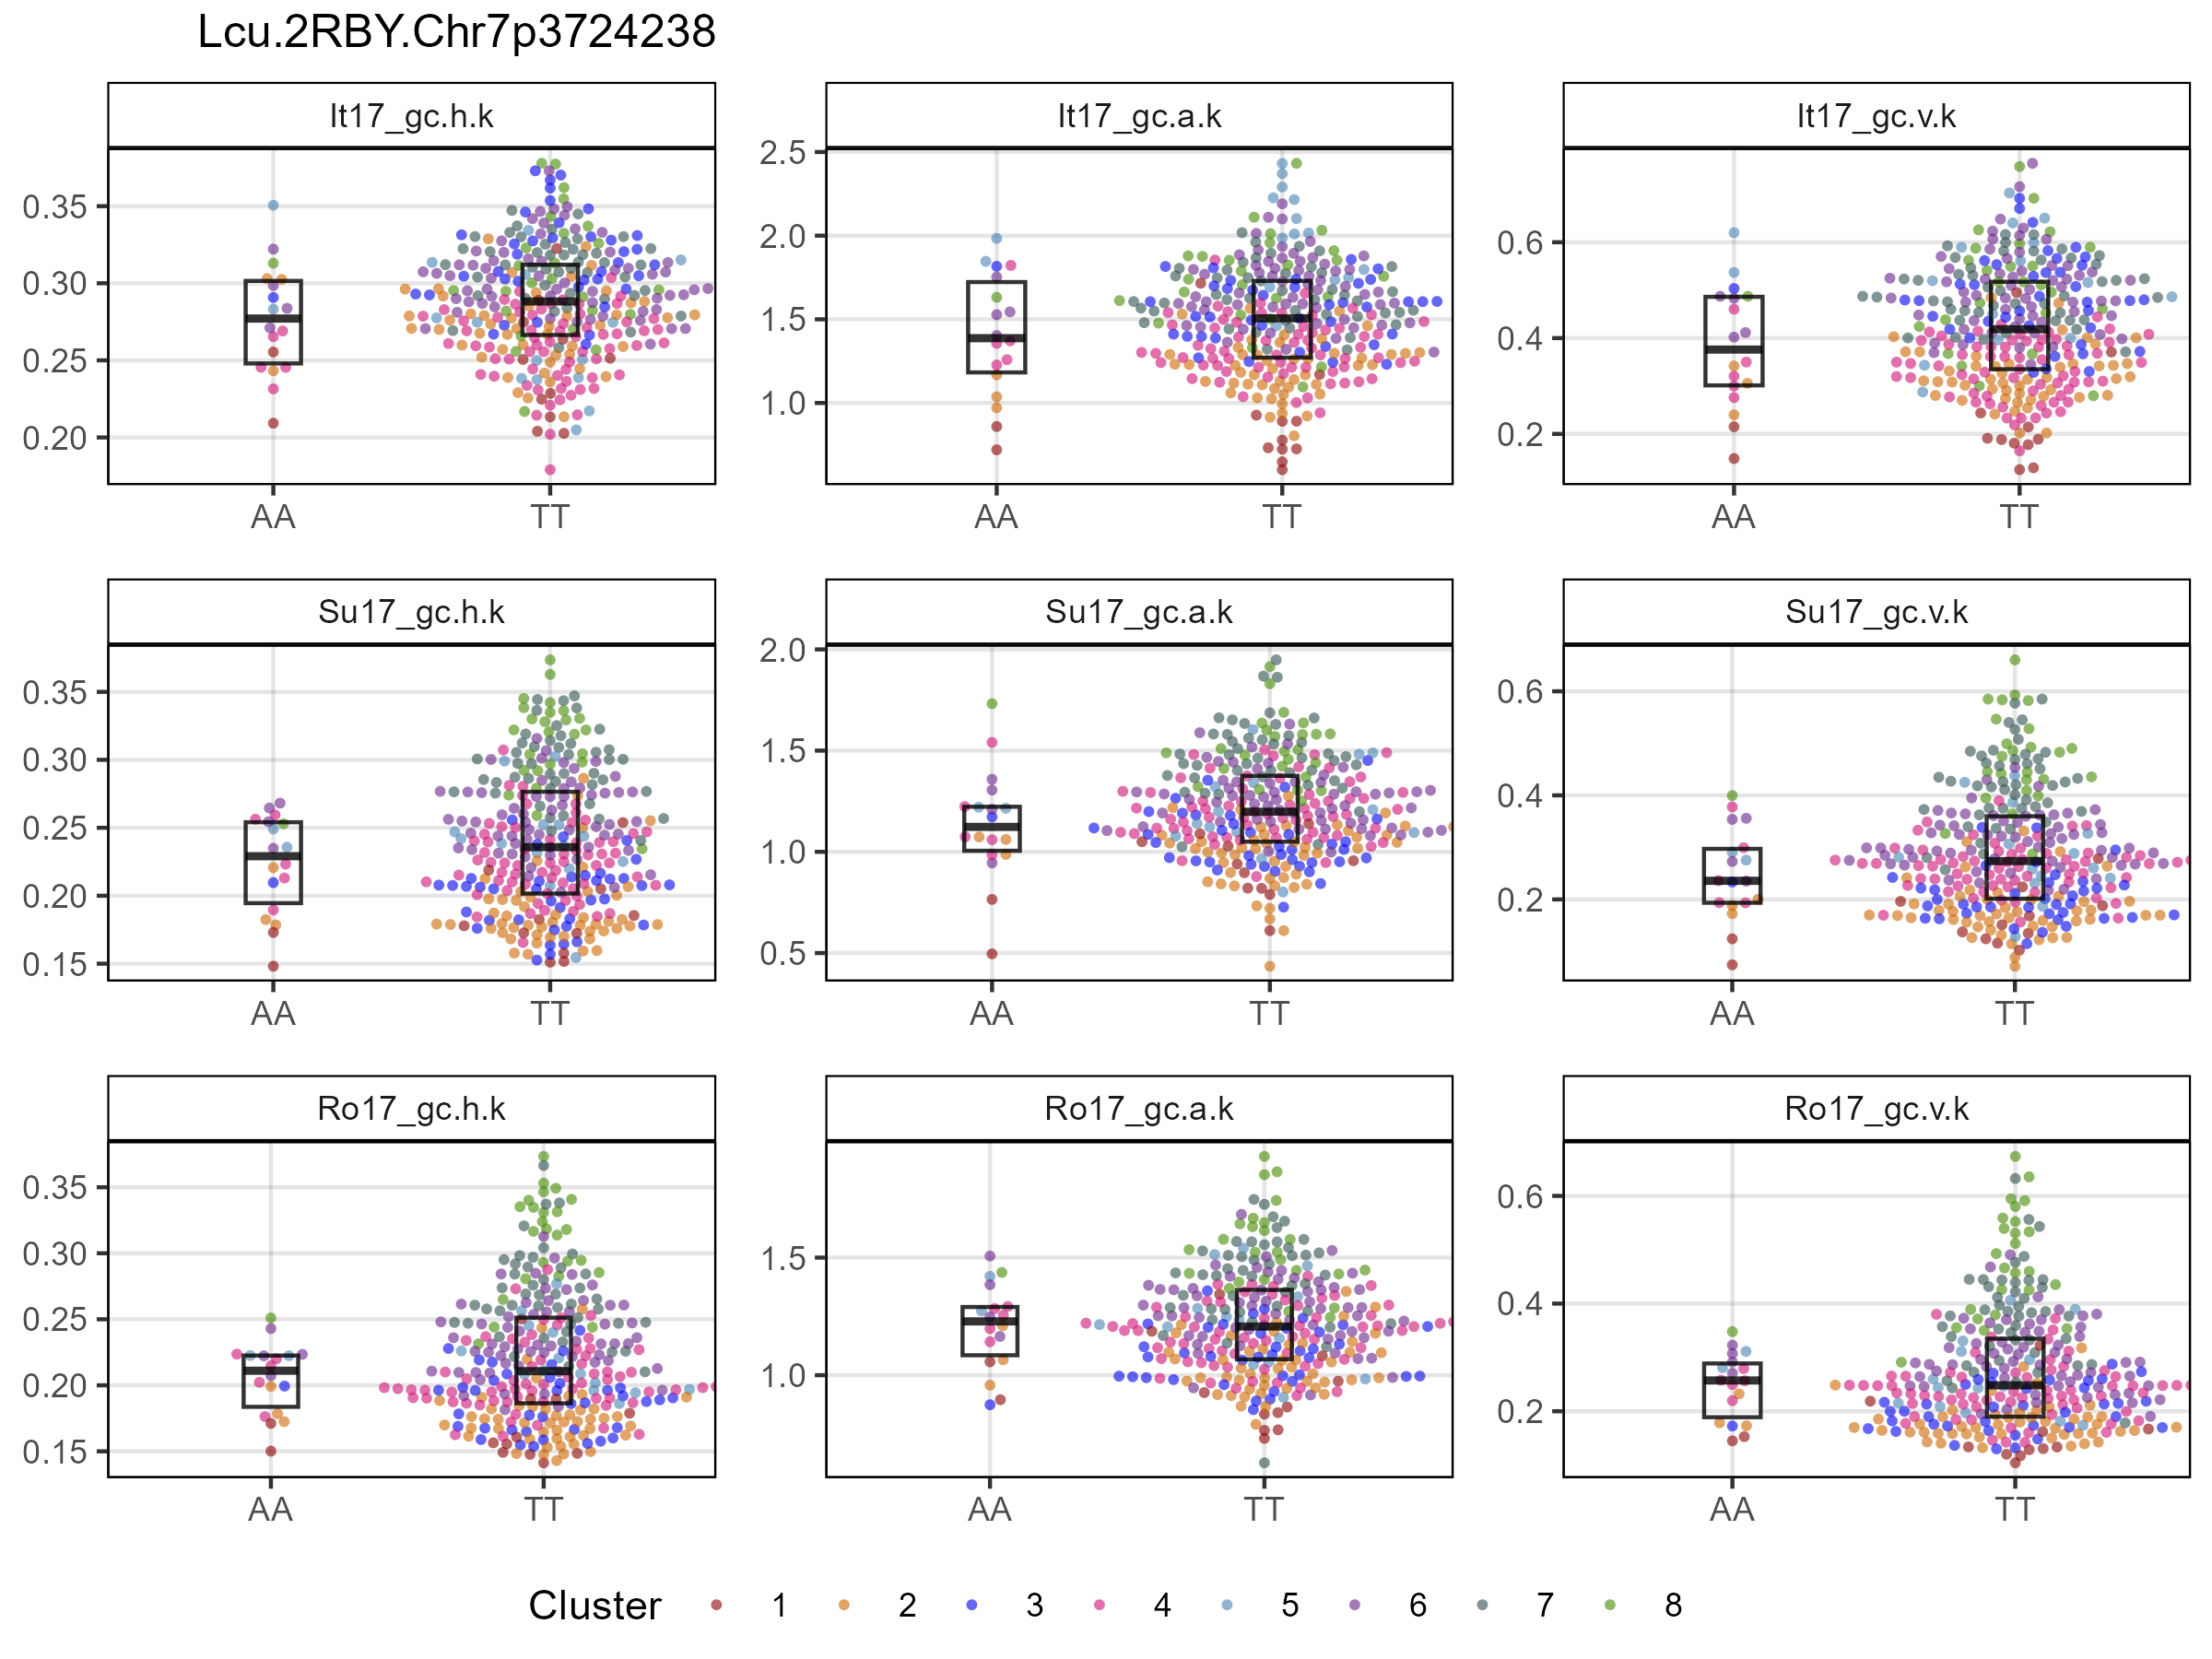 Lcu.2RBY.Chr7p3724238
It17_gc.h.k
It17_gc.a.k
It17_gc.v.k
0.35
0.30
0.25
0.20
AA
TT
2.5
2.0
1.5
1.0
AA
TT
0.6
0.4
0.2
AA
TT
Su17_gc.h.k
Su17_gc.a.k
Su17_gc.v.k
0.35
0.30
0.25
0.20
0.15
AA
TT
2.0
1.5
1.0
0.5
AA
TT
0.6
0.4
0.2
AA
TT
Ro17_gc.h.k
Ro17_gc.a.k
Ro17_gc.v.k
0.35
0.30
0.25
0.20
0.15
AA
TT
1.5
1.0
AA
TT
0.6
0.4
0.2
AA
TT
Cluster 1 2 3 4 5 6 7 8